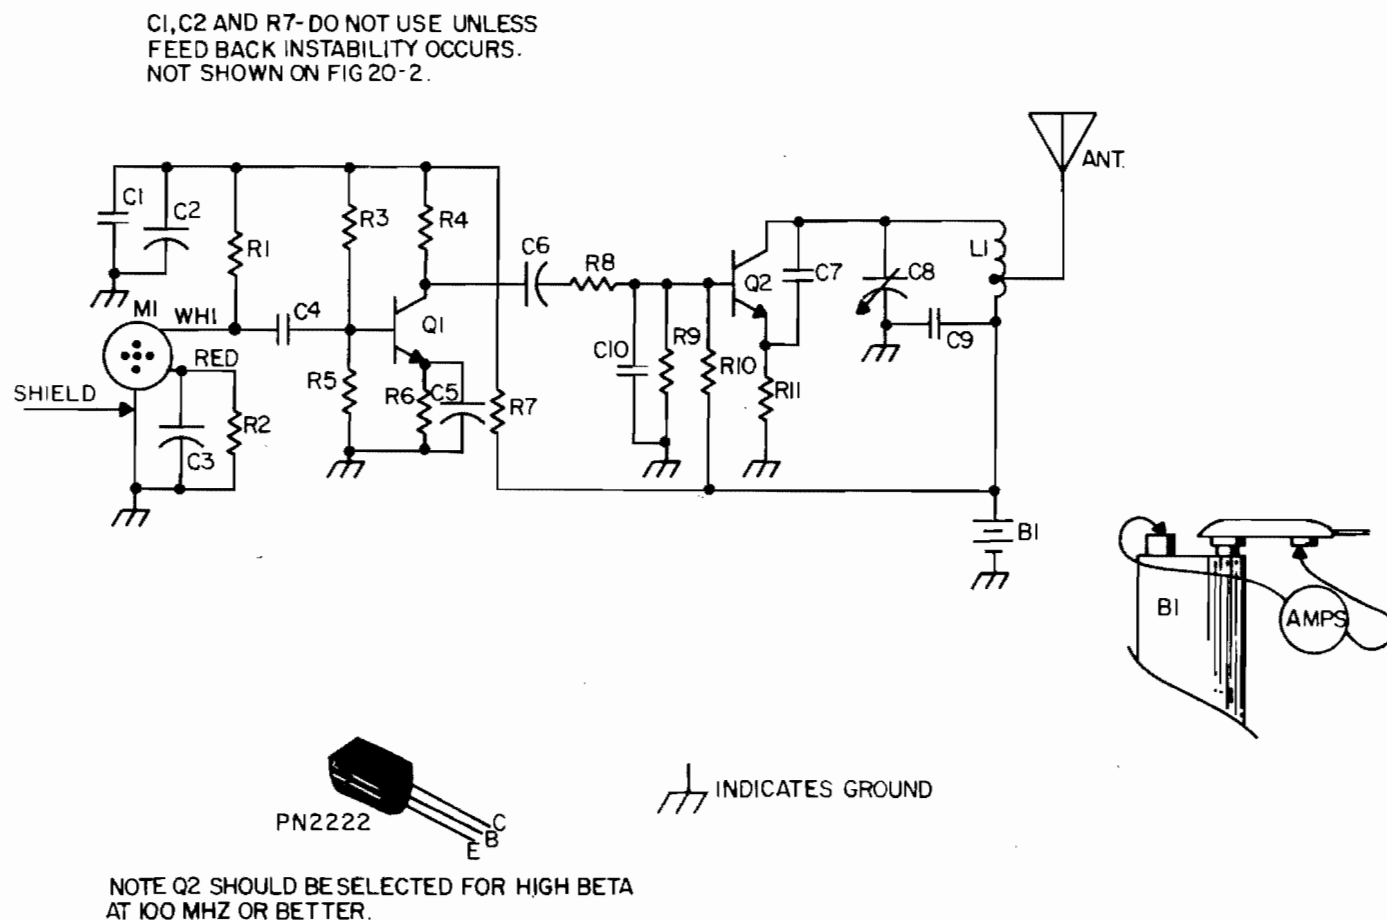 C1,C2 AND R7-DO NOT USE UNLESS
FEED BACK INSTABILITY OCCURS.
NOT SHOWN ON FIG 20-2.
ANT.
C1
C2
R1
R3
R4
C6
R8
Q2
C7
C8
L1
M1
WH1
C4
Q1
C9
RED
C10
R9
R10
R11
SHIELD
R5
R6
C5
R7
R2
C3
B1
B1
AMPS
INDICATES GROUND
PN2222
C
B
E
NOTE Q2 SHOULD BE SELECTED FOR HIGH BETA
AT 100 MHZ OR BETTER.